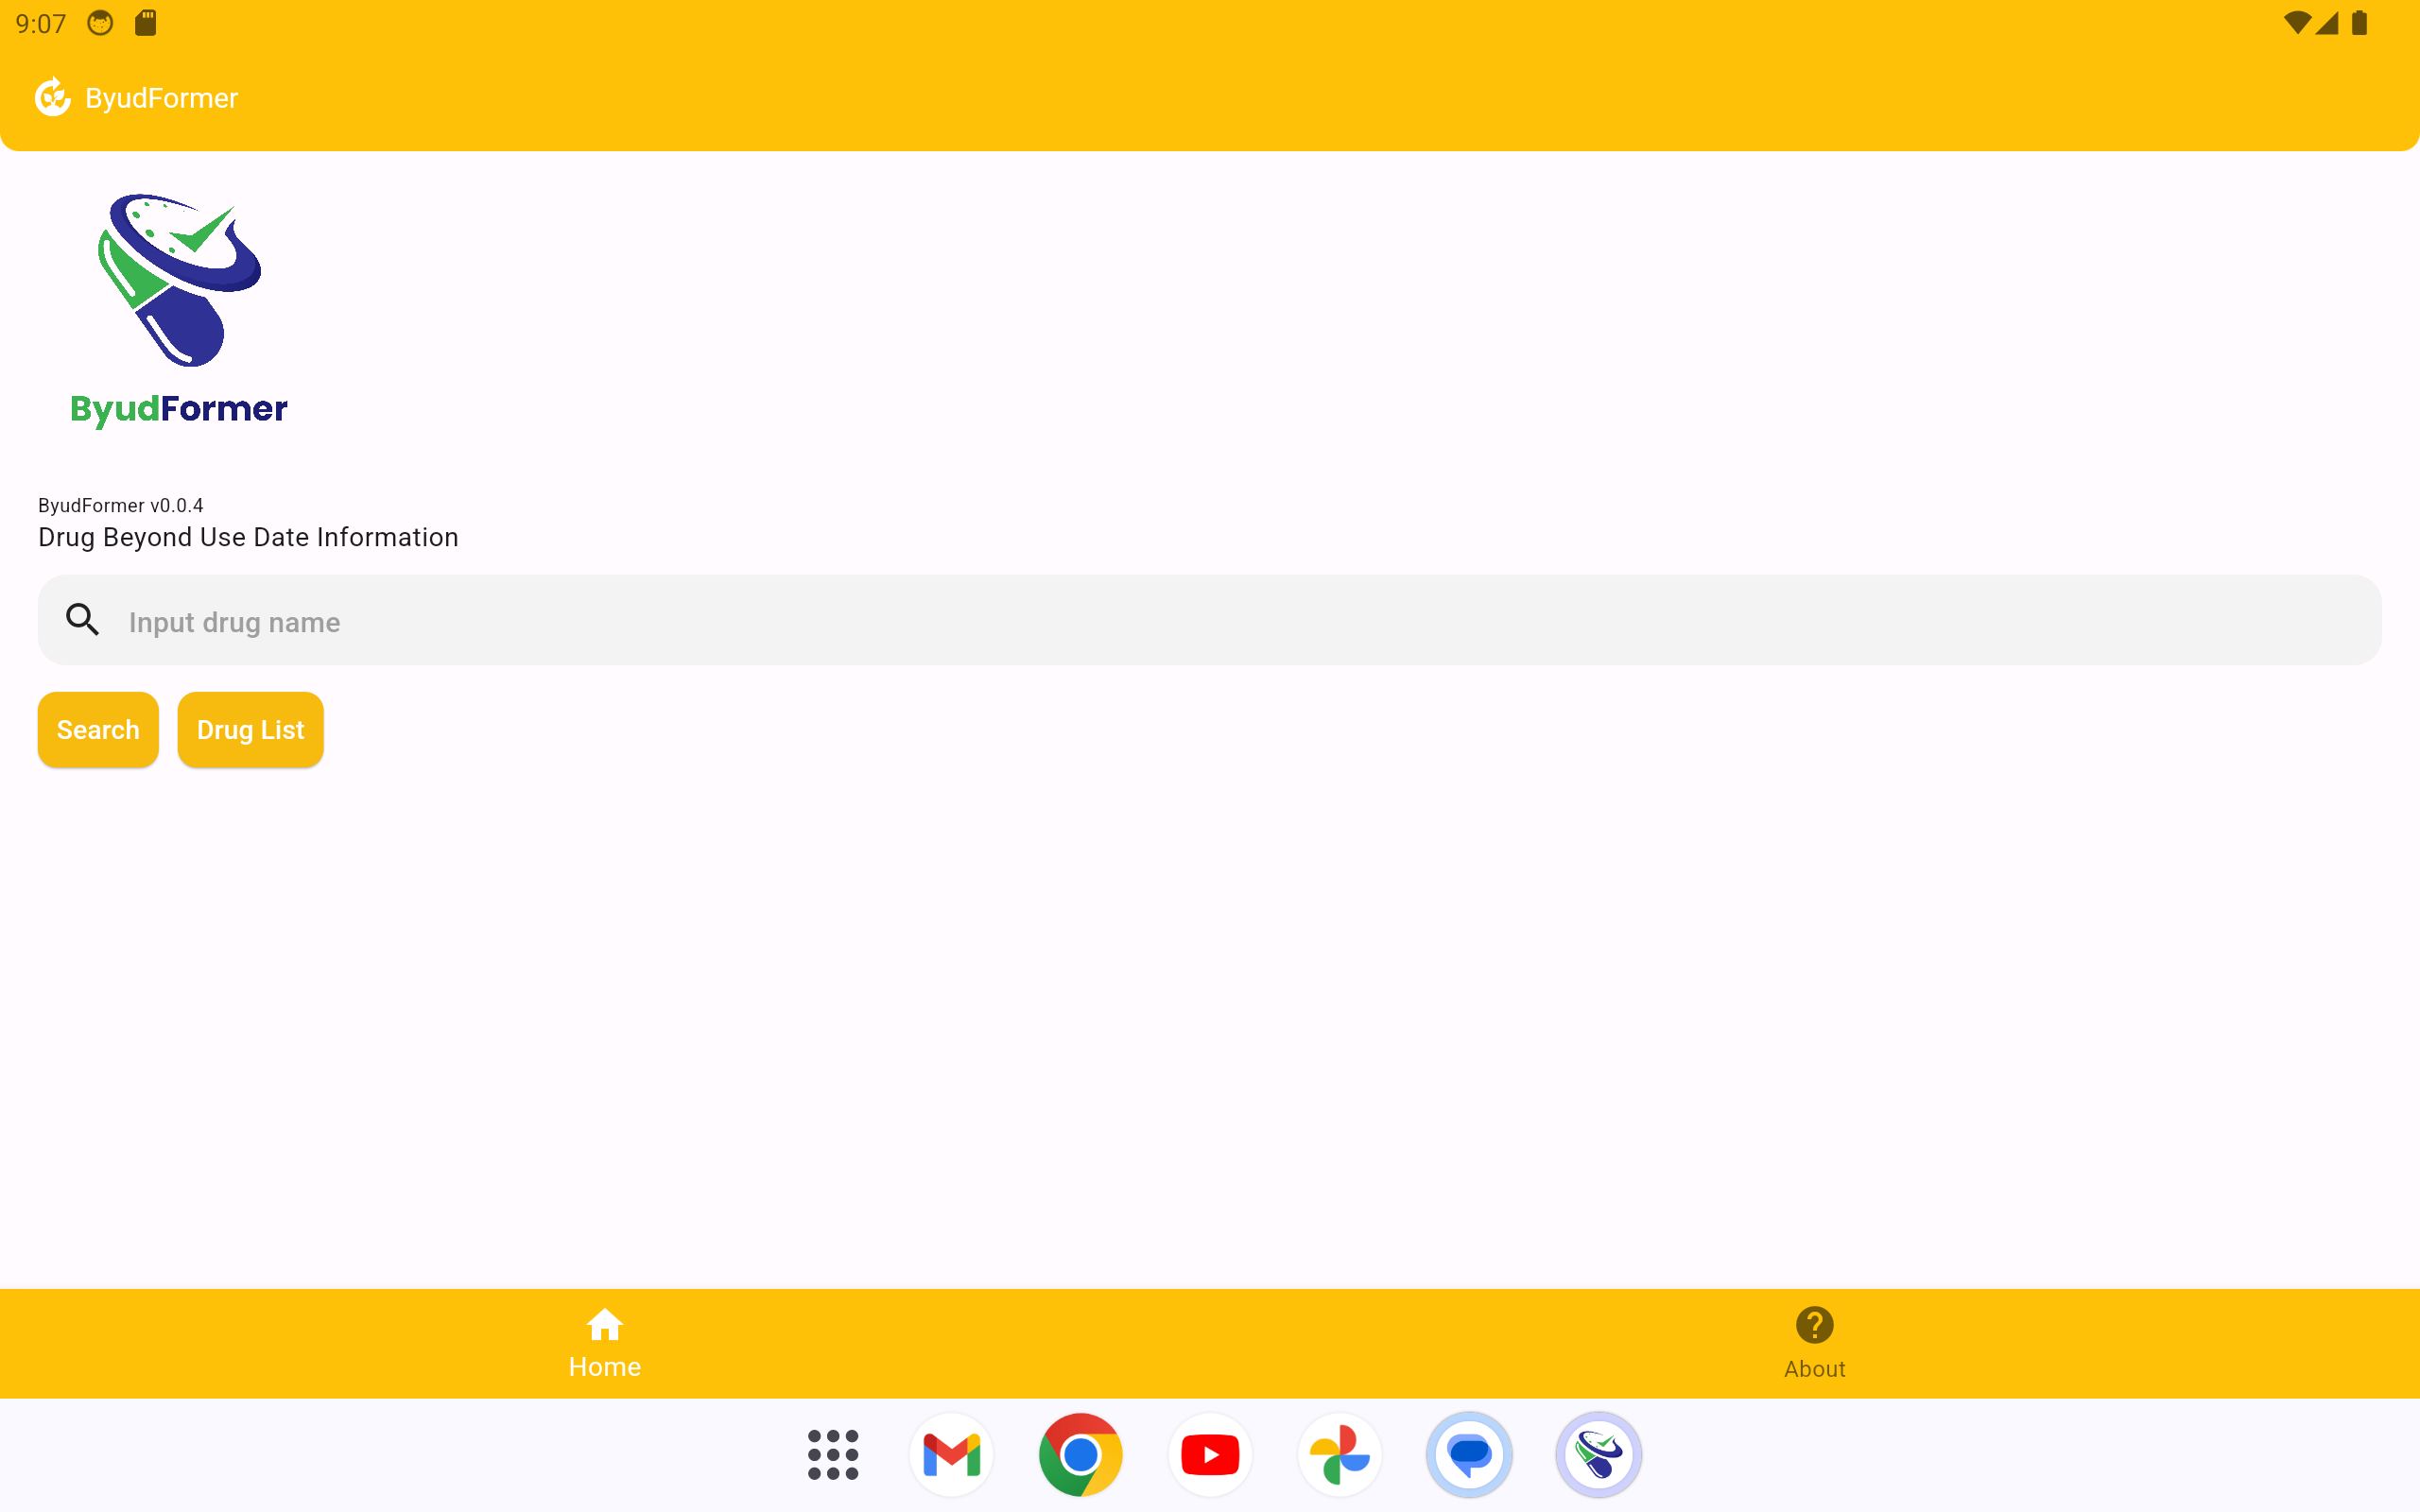 9:07
ByudFormer
ByudFormer
ByudFormer v0.0.4
Drug Beyond Use Date Information
Input drug name
Search Drug List
Home About